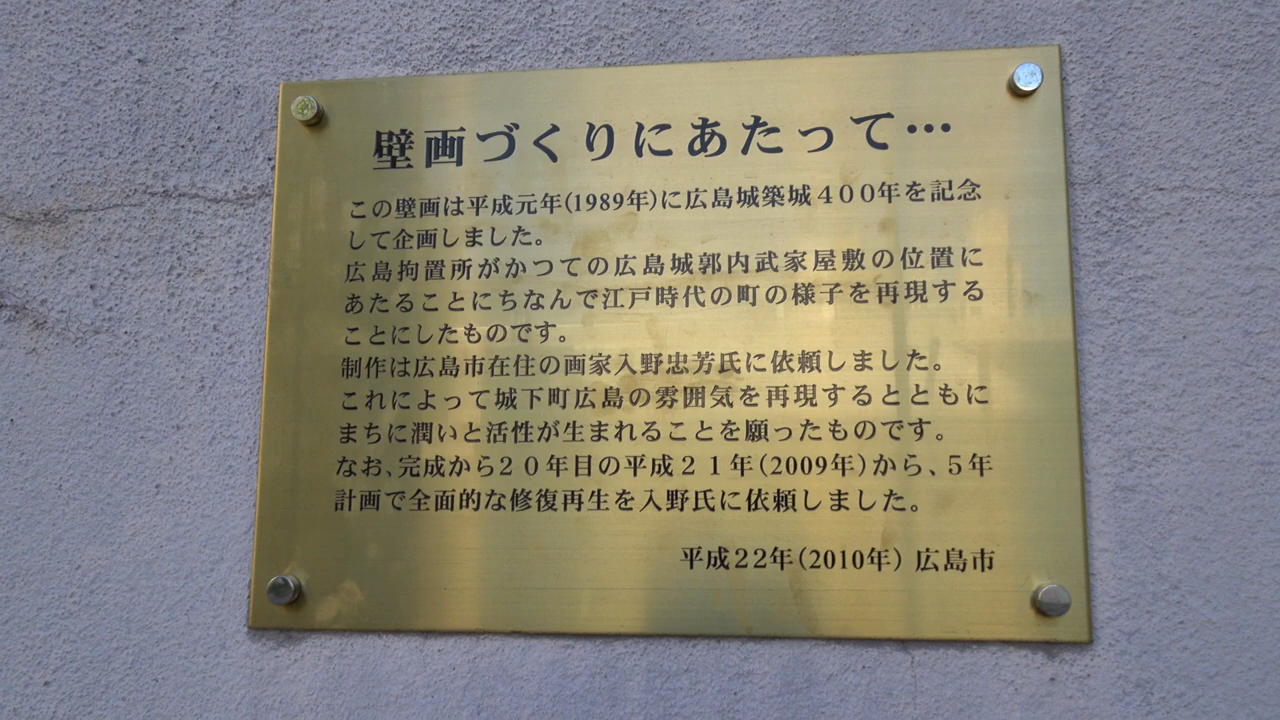 壁画づくりにあたって…
この壁画は平成元年(1989年)に広島城築城400年を記念
して企画しました。
広島拘置所がかつての広島城郭内武家屋敷の位置に
あたることにちなんで江戸時代の町の様子を再現する
ことにしたものです。
制作は広島市在住の画家入野忠芳氏に依頼しました。
これによって城下町広島の雰囲気を再現するとともに
まちに潤いと活性が生まれることを願ったものです。
なお、完成から20年目の平成21年(2009年)から、5年
計画で全面的な修復再生を入野氏に依頼しました。
平成22年(2010年) 広島市